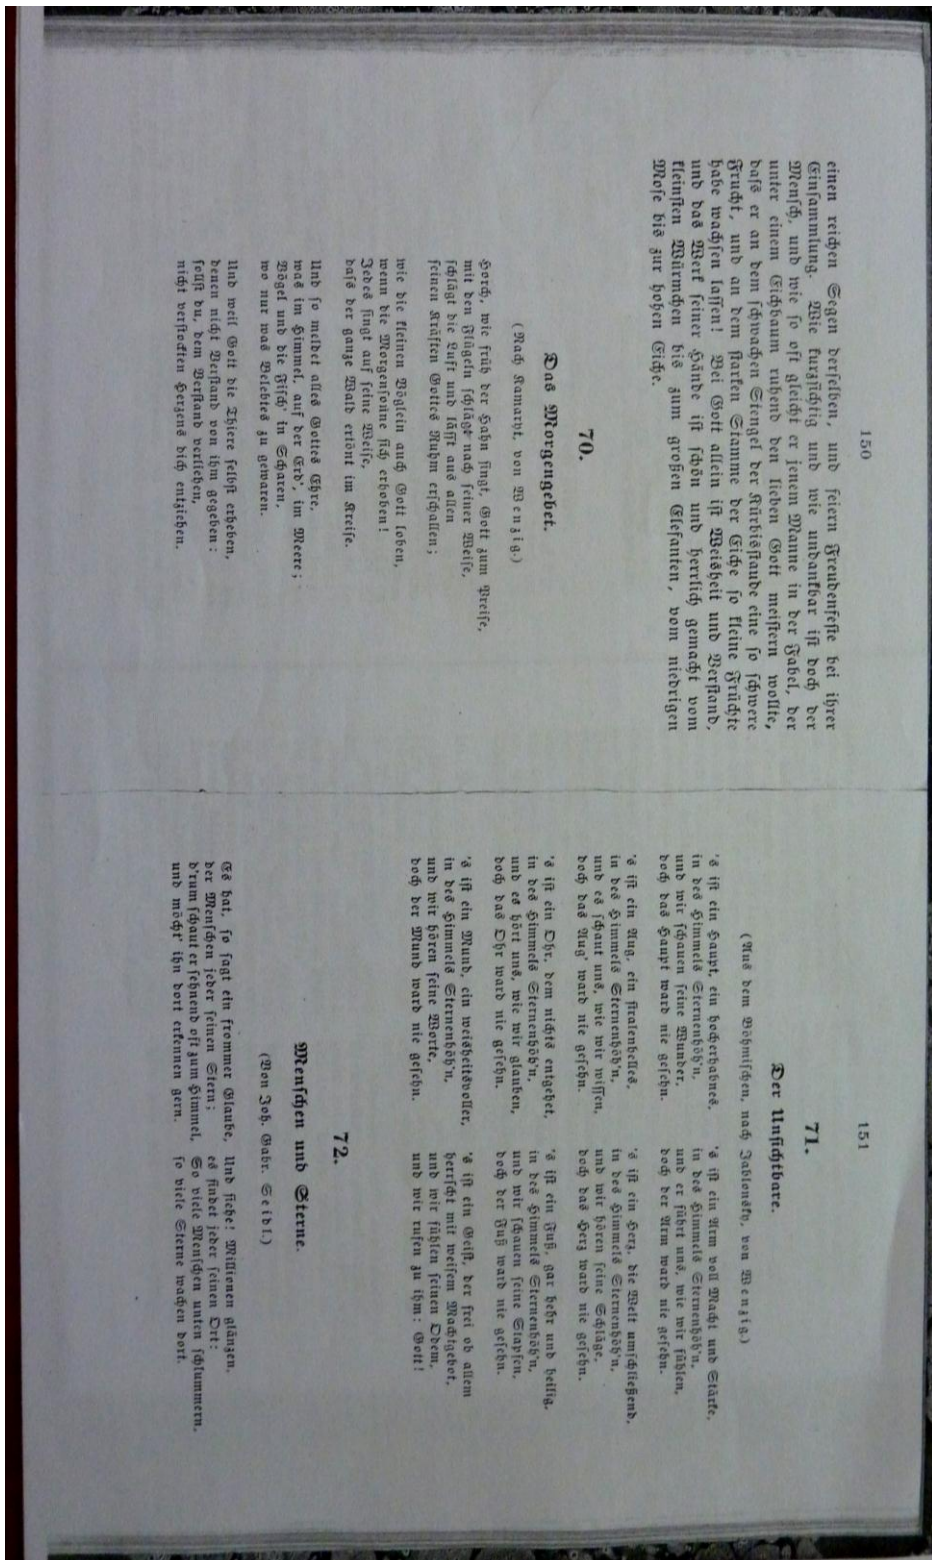 150
einen reichen Segen derselben, und feiern Freudenfeste bei ihrer
Einsammlung. Wie kurzsichtig und wie undankbar ist doch der
Mensch, und wie so oft gleicht er jenem Manne in der Fabel, der
unter einem Eichbaum ruhend den lieben Gott meistern wollte,
daſs er an dem schwachen Stengel der Kürbisstaude eine so schwere
Frucht, und an dem starken Stamme der Eiche so kleine Früchte
habe wachsen lassen! Bei Gott allein ist Weisheit und Verstand,
und das Werk seiner Hände ist schön und herrlich gemacht vom
kleinsten Würmchen bis zum großen Elefanten, vom niedrigen
Mose bis zur hohen Eiche.
70.
Das Morgengebet.
(Nach Kamaryt, von Wenzig.)
Horch, wie früh der Hahn singt, Gott zum Preise,
mit den Flügeln schlägt nach seiner Weise,
schlägt die Luft und läſst aus allen
seinen Kräften Gottes Ruhm erschallen;
wie die kleinen Vöglein auch Gott loben,
wenn die Morgensonne sich erhoben!
Jedes singt auf seine Weise,
daſs der ganze Wald ertönt im Kreise.
Und so meldet alles Gottes Ehre,
was im Himmel, auf der Erd', im Meere;
Vögel und die Fisch' in Scharen,
wo nur was Belebtes zu gewaren.
Und weil Gott die Thiere selbst erheben,
denen nicht Verstand von ihm gegeben:
sollst du, dem Verstand verliehen,
nicht verstockten Herzens dich entziehen.
151
71.
Der Unsichtbare.
(Aus dem Böhmischen, nach Jablonsky, von Wenzig.)
's ist ein Haupt, ein hocherhabnes,
in des Himmels Sternenhöh'n,
und wir schauen seine Wunder,
doch das Haupt ward nie gesehn.
's ist ein Aug, ein stralenhelles,
in des Himmels Sternenhöh'n,
und es schaut uns, wie wir wissen,
doch das Aug' ward nie gesehn.
's ist ein Ohr, dem nichts entgehet,
in des Himmels Sternenhöh'n,
und es hört uns, wie wir glauben,
doch das Ohr ward nie gesehn.
's ist ein Mund, ein weisheitsvoller,
in des Himmels Sternenhöh'n,
und wir hören seine Worte,
doch der Mund ward nie gesehn.
's ist ein Arm voll Macht und Stärke,
in des Himmels Sternenhöh'n,
und er führt uns, wie wir fühlen,
doch der Arm ward nie gesehn.
's ist ein Herz, die Welt umschließend,
in des Himmels Sternenhöh'n,
und wir hören seine Schläge,
doch das Herz ward nie gesehn.
's ist ein Fuß, gar hehr und heilig,
in des Himmels Sternenhöh'n,
und wir schauen seine Stapfen,
doch der Fuß ward nie gesehn.
's ist ein Geist, der frei ob allem
herrscht mit weisem Machtgebot,
und wir fühlen seinen Odem,
und wir rufen zu ihm: Gott!
72.
Menschen und Sterne.
(Von Joh. Gabr. Seidl.)
Es hat, so sagt ein frommer Glaube,
der Menschen jeder seinen Stern;
d'rum schaut er sehnend oft zum Himmel,
und möcht' ihn dort erkennen gern.
Und siehe! Millionen glänzen,
es findet jeder seinen Ort:
So viele Menschen unten schlummern,
so viele Sterne wachen dort.